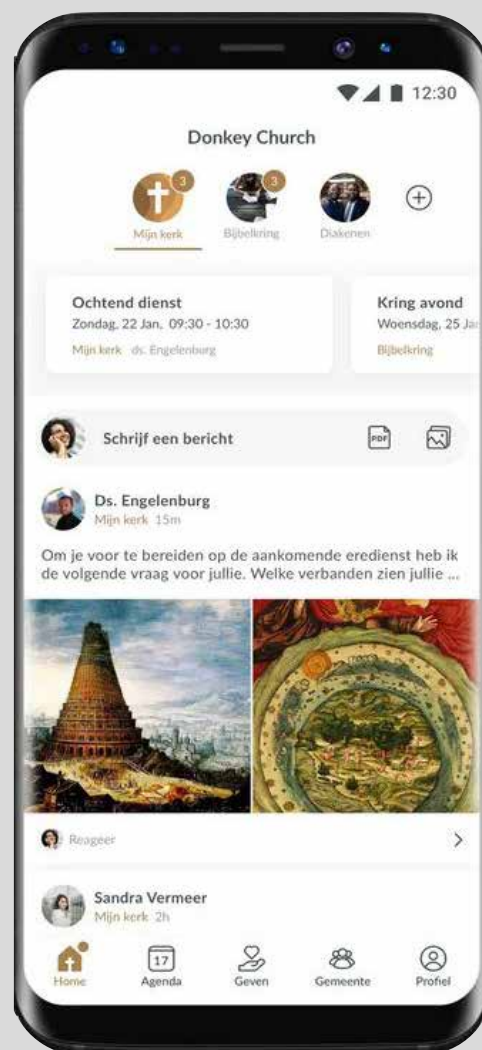 12:30
Donkey Church
3
3
Mijn kerk
Bijbelkring
Diakenen
Ochtend dienst
Zondag, 22 Jan, 09:30 - 10:30
Mijn kerk ds. Engelenburg
Kring avond
Woensdag, 25 Ja
Bijbelkring
Schrijf een bericht
PDF
Ds. Engelenburg
Mijn kerk 15m
Om je voor te bereiden op de aankomende eredienst heb ik
de volgende vraag voor jullie. Welke verbanden zien jullie ...
Reageer
Sandra Vermeer
Mijn kerk 2h
17
Home
Agenda
Geven
Gemeente
Profiel